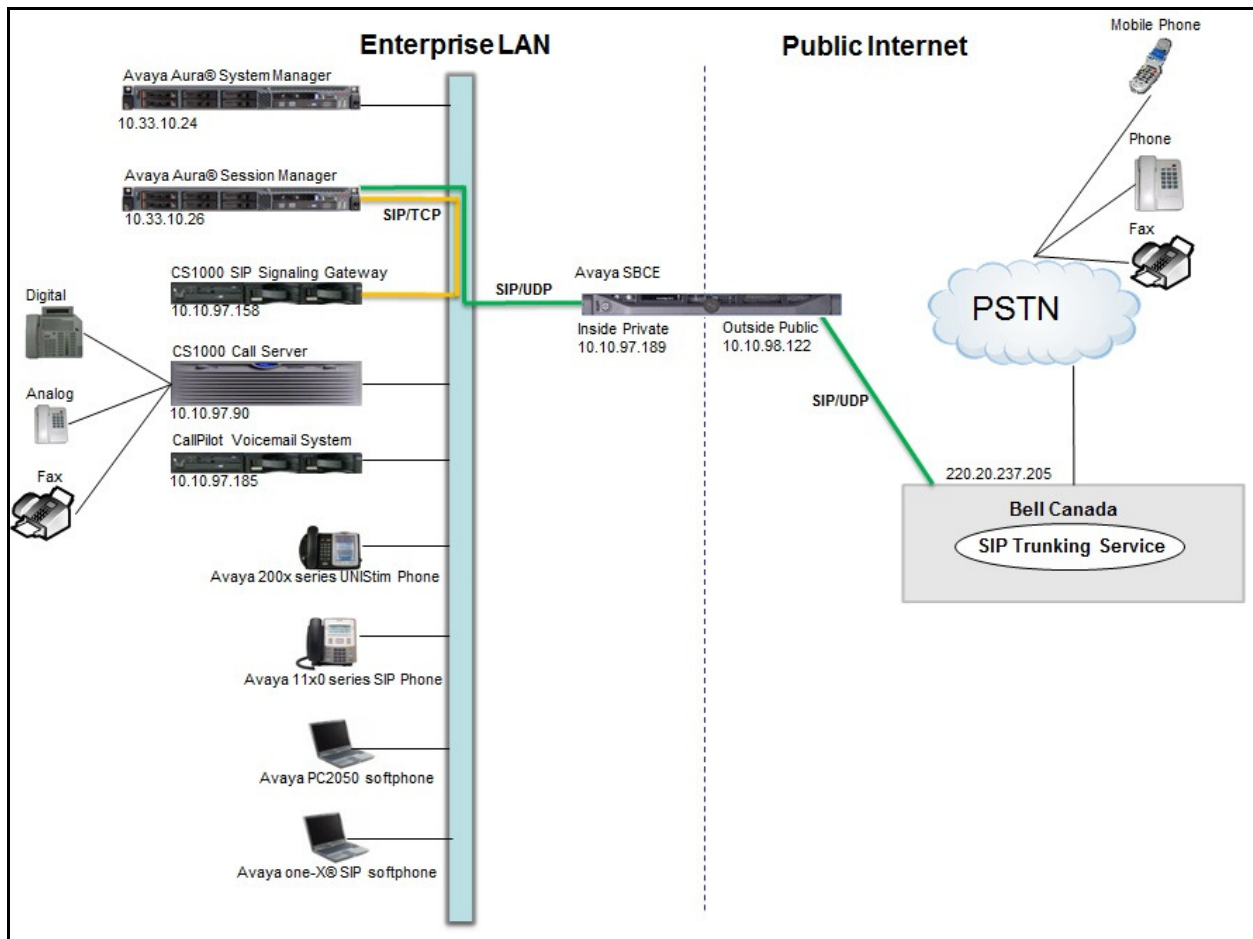 Enterprise LAN
Public Internet
Mobile Phone
Avaya Aura® System Manager
10.33.10.24
Phone
Avaya Aura® Session Manager
10.33.10.26
SIP/TCP
Fax
CS1000 SIP Signaling Gateway
10.10.97.158
Avaya SBCE
SIP/UDP
Inside Private
10.10.97.189
Outside Public
10.10.98.122
PSTN
Digital
CS1000 Call Server
10.10.97.90
Analog
SIP/UDP
CallPilot Voicemail System
10.10.97.185
Fax
220.20.237.205
Bell Canada
SIP Trunking Service
Avaya 200x series UNIStim Phone
Avaya 11x0 series SIP Phone
Avaya PC2050 softphone
Avaya one-X® SIP softphone